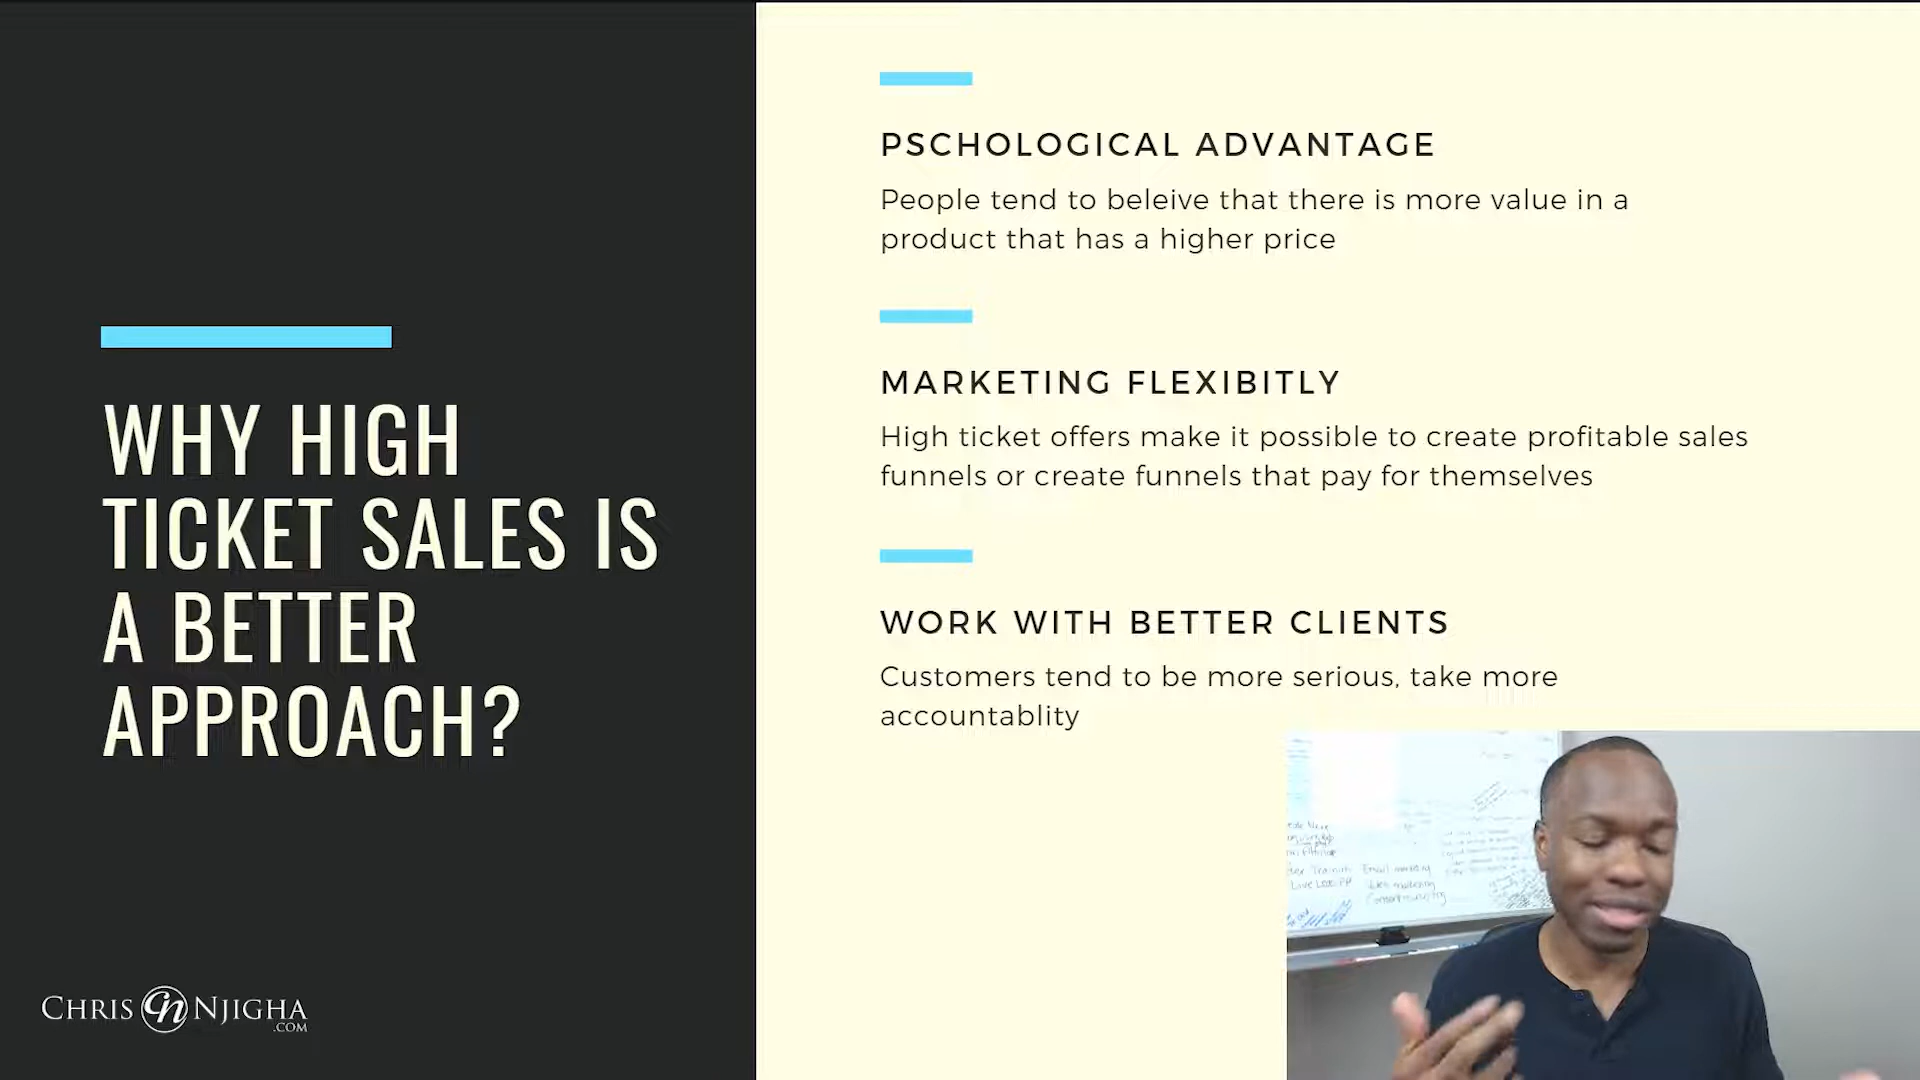 WHY HIGH
TICKET SALES IS
A BETTER
APPROACH?
CHRIS CN NJIGHA
.COM
PSCHOLOGICAL ADVANTAGE
People tend to beleive that there is more value in a
product that has a higher price
MARKETING FLEXIBITLY
High ticket offers make it possible to create profitable sales
funnels or create funnels that pay for themselves
WORK WITH BETTER CLIENTS
Customers tend to be more serious, take more
accountablity
Email marketing